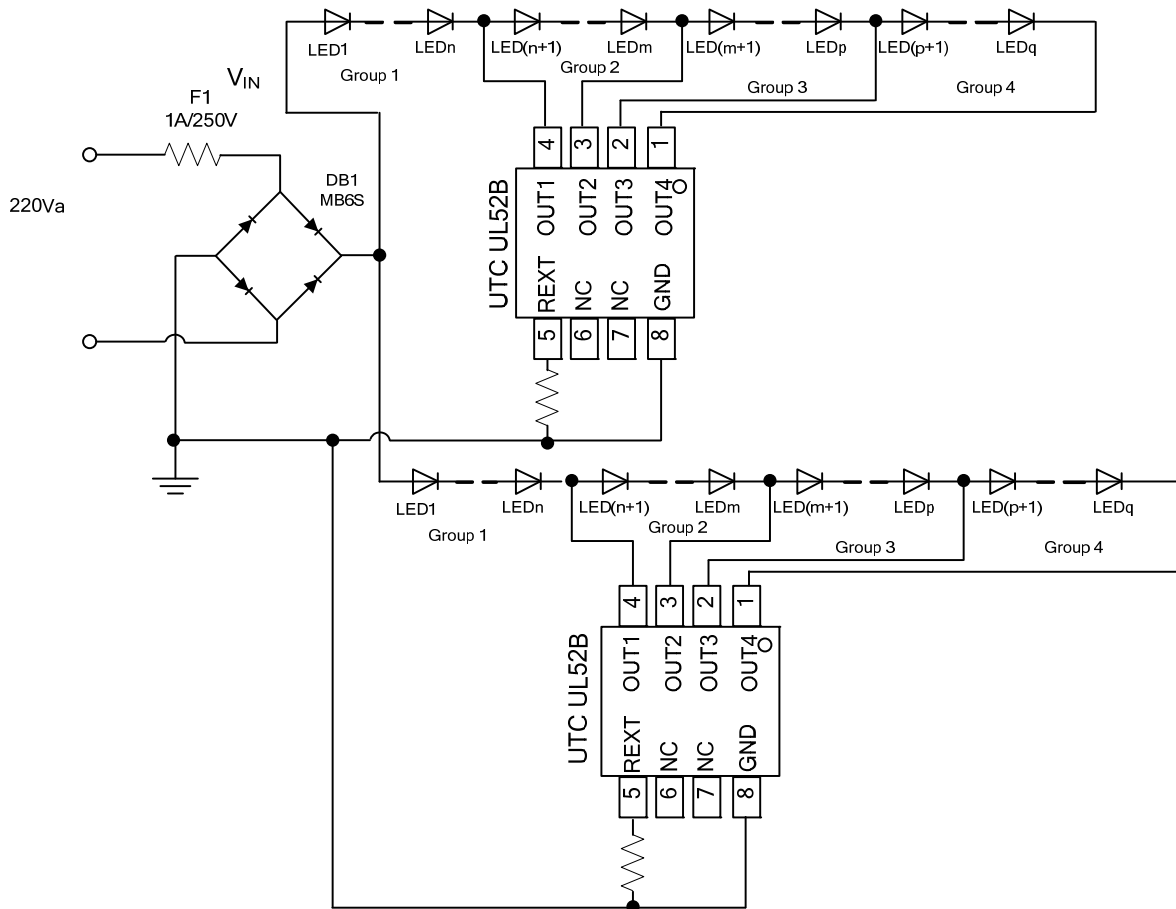 LED1 LEDn LED(n+1) LEDm LED(m+1) LEDp LED(p+1) LEDq
Group 1 Group 2 Group 3 Group 4
VIN
F1
1A/250V
220Va
DB1
MB6S
4 3 2 1
OUT1 OUT2 OUT3 OUT4
UTC UL52B
REXT NC NC GND
5 6 7 8
LED1 LEDn LED(n+1) LEDm LED(m+1) LEDp LED(p+1) LEDq
Group 1 Group 2 Group 3 Group 4
4 3 2 1
OUT1 OUT2 OUT3 OUT4
UTC UL52B
REXT NC NC GND
5 6 7 8